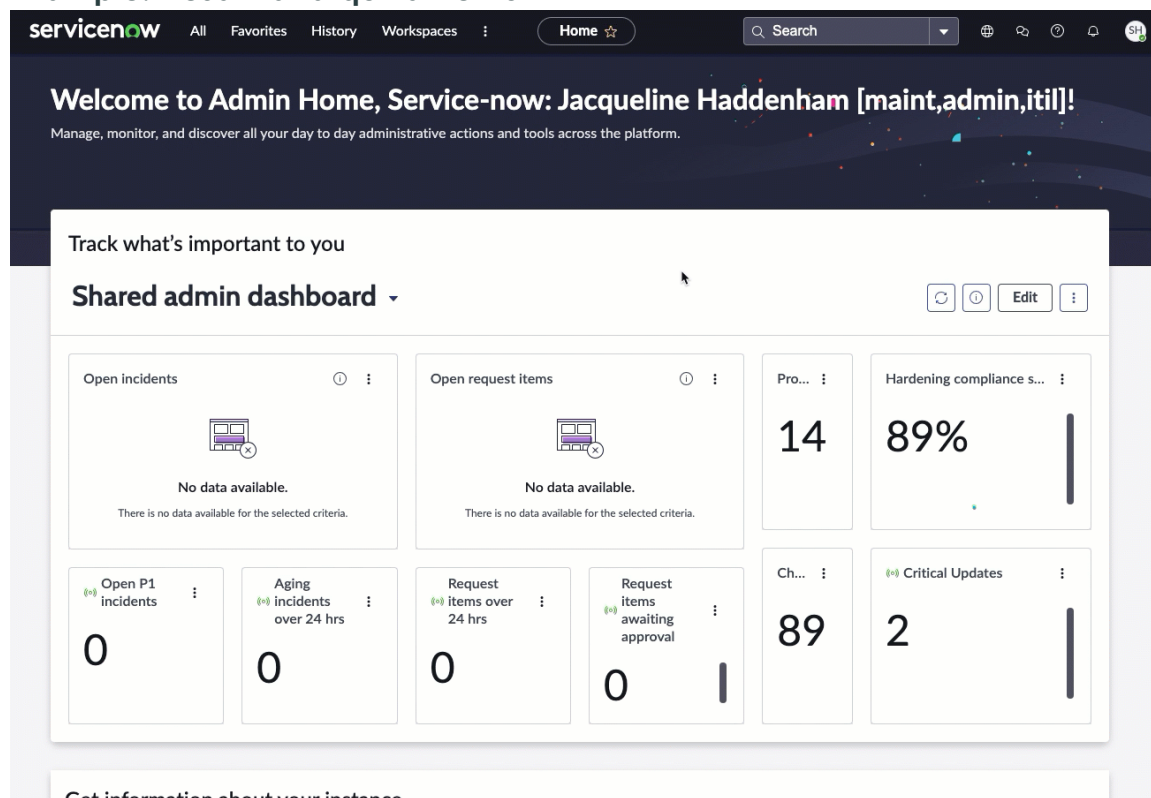 servicenow All Favorites History Workspaces Home Search SH
Welcome to Admin Home, Service-now: Jacqueline Haddenham [maint,admin,itil]!
Manage, monitor, and discover all your day to day administrative actions and tools across the platform.
Track what's important to you
Shared admin dashboard
Edit
Open incidents
No data available.
There is no data available for the selected criteria.
Open request items
No data available.
There is no data available for the selected criteria.
Pro...
14
Hardening compliance s...
89%
Open P1
incidents
0
Aging
incidents
over 24 hrs
0
Request
items over
24 hrs
0
Request
items
awaiting
approval
0
Ch...
89
Critical Updates
2
Get information about your instance